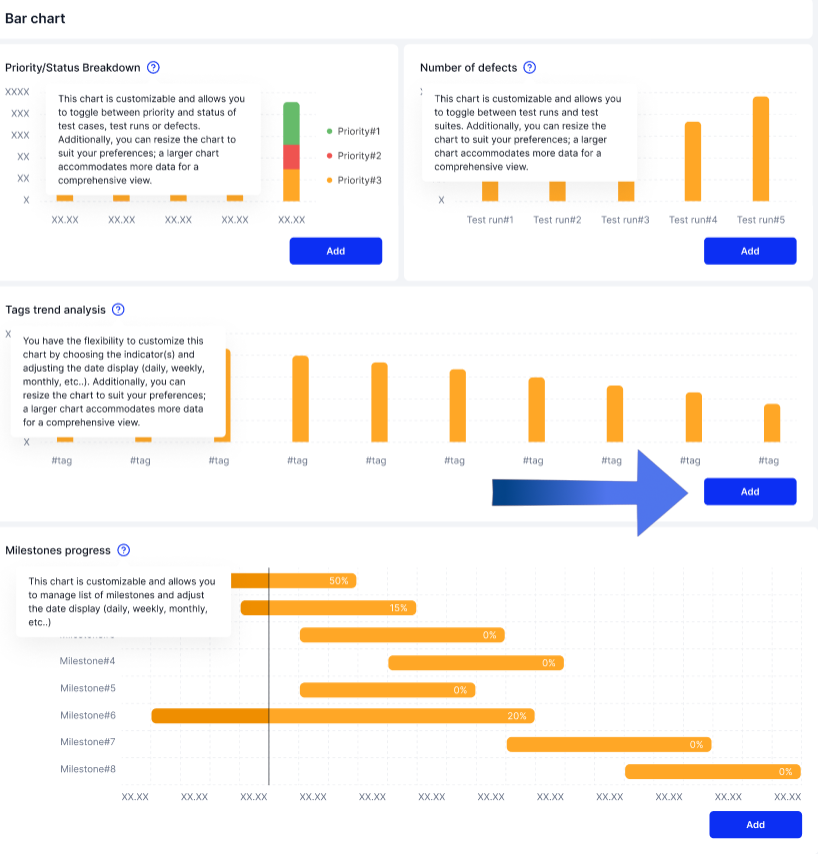 Bar chart
Priority/Status Breakdown ?
XXXX
XXX
XXX
XX
XX
X
This chart is customizable and allows you
to toggle between priority and status of
test cases, test runs or defects.
Additionally, you can resize the chart to
suit your preferences; a larger chart
accommodates more data for a
comprehensive view.
Priority#1
Priority#2
Priority#3
XX.XX XX.XX XX.XX XX.XX XX.XX
Add
Number of defects ?
This chart is customizable and allows you
to toggle between test runs and test
suites. Additionally, you can resize the
chart to suit your preferences; a larger
chart accommodates more data for a
comprehensive view.
X
Test run#1 Test run#2 Test run#3 Test run#4 Test run#5
Add
Tags trend analysis ?
X
You have the flexibility to customize this
chart by choosing the indicator(s) and
adjusting the date display (daily, weekly,
monthly, etc..). Additionally, you can
resize the chart to suit your preferences;
a larger chart accommodates more data
for a comprehensive view.
X
#tag #tag #tag #tag #tag #tag #tag #tag #tag #tag
Add
Milestones progress ?
This chart is customizable and allows you
to manage list of milestones and adjust
the date display (daily, weekly, monthly,
etc..)
50%
15%
0%
Milestone#4 0%
Milestone#5 0%
Milestone#6 20%
Milestone#7 0%
Milestone#8 0%
XX.XX XX.XX XX.XX XX.XX XX.XX XX.XX XX.XX XX.XX XX.XX XX.XX XX.XX XX.XX
Add